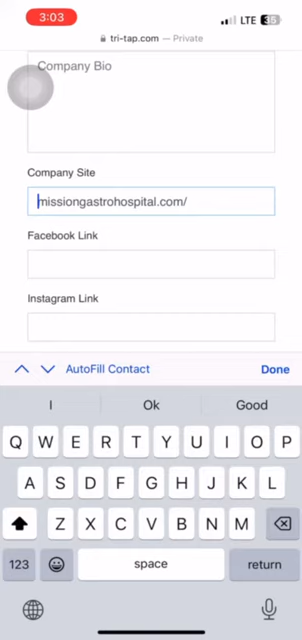 3:03
LTE 35
tri-tap.com — Private
Company Bio
Company Site
missiongastrohospital.com/
Facebook Link
Instagram Link
AutoFill Contact Done
I Ok Good
Q W E R T Y U I O P
A S D F G H J K L
Z X C V B N M
123 space return